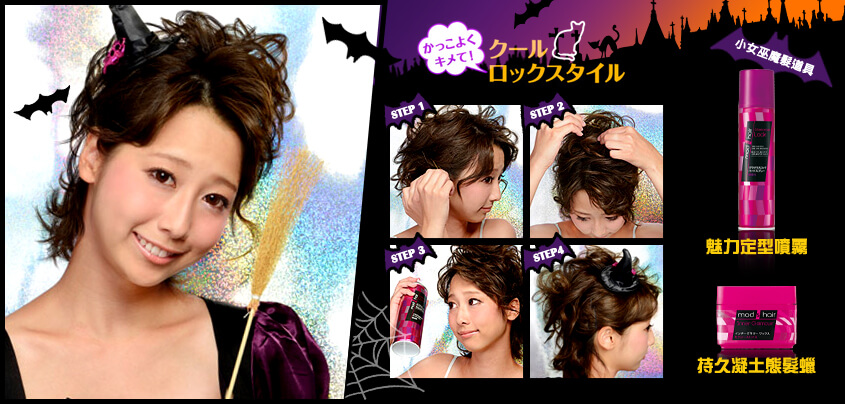 かっこよく
キメて!
クール
ロックスタイル
小女巫魔髮道具
STEP 1
STEP 2
STEP 3
STEP4
mod's hair
魅力定型噴霧
mod's hair
持久凝土態髮蠟